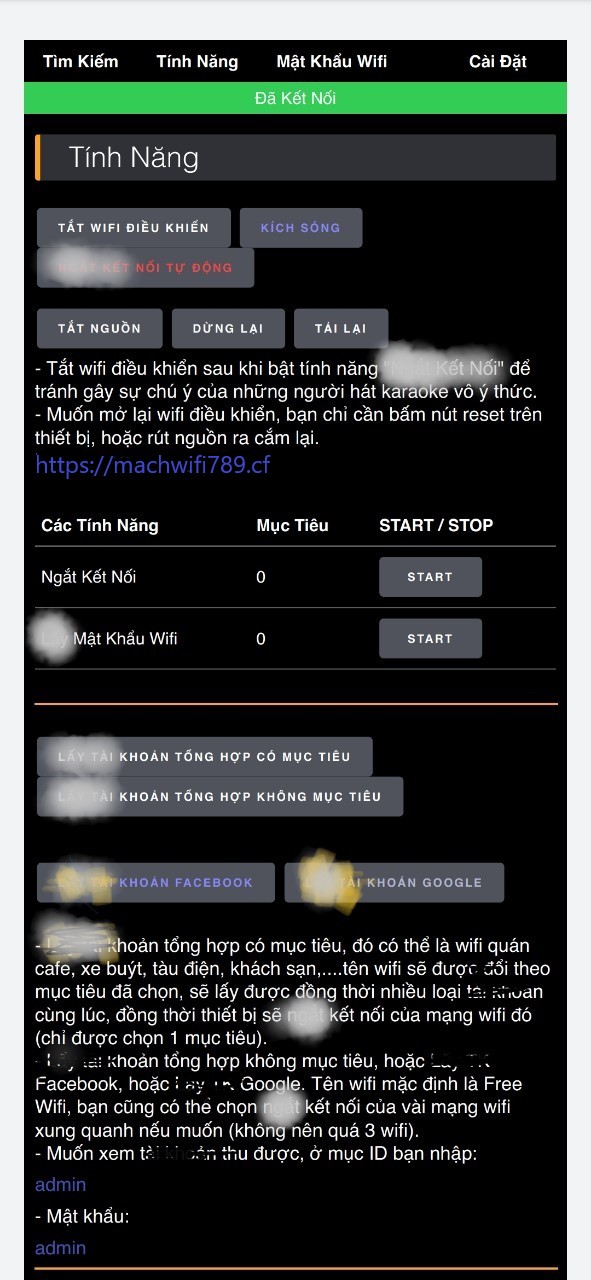 Tìm Kiếm Tính Năng Mật Khẩu Wifi Cài Đặt
Đã Kết Nối
Tính Năng
TẮT WIFI ĐIỀU KHIỂN KÍCH SÓNG
KẾT NỐI TỰ ĐỘNG
TẮT NGUỒN DỪNG LẠI TẢI LẠI
- Tắt wifi điều khiển sau khi bật tính năng " Kết Nối" để
tránh gây sự chú ý của những người hát karaoke vô ý thức.
- Muốn mở lại wifi điều khiển, bạn chỉ cần bấm nút reset trên
thiết bị, hoặc rút nguồn ra cắm lại.
https://machwifi789.cf
Các Tính Năng Mục Tiêu START / STOP
Ngắt Kết Nối 0 START
Mật Khẩu Wifi 0 START
LẤY TÀI KHOẢN TỔNG HỢP CÓ MỤC TIÊU
LẤY TÀI KHOẢN TỔNG HỢP KHÔNG MỤC TIÊU
KHOẢN FACEBOOK TÀI KHOẢN GOOGLE
- khoản tổng hợp có mục tiêu, đó có thể là wifi quán
cafe, xe buýt, tàu điện, khách sạn,....tên wifi sẽ được đổi theo
mục tiêu đã chọn, sẽ lấy được đồng thời nhiều loại tài khoản
cùng lúc, đồng thời thiết bị sẽ ngắt kết nối của mạng wifi đó
(chỉ được chọn 1 mục tiêu).
- Lấy khoản tổng hợp không mục tiêu, hoặc Lấy TK
Facebook, hoặc Lấy TK Google. Tên wifi mặc định là Free
Wifi, bạn cũng có thể chọn ngắt kết nối của vài mạng wifi
xung quanh nếu muốn (không nên quá 3 wifi).
- Muốn xem tài khoản thu được, ở mục ID bạn nhập:
admin
- Mật khẩu:
admin